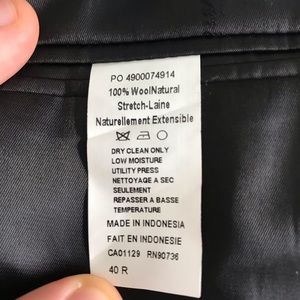 PO 4900074914
100% WoolNatural
Stretch-Laine
Naturellement Extensible
DRY CLEAN ONLY
LOW MOISTURE
UTILITY PRESS
NETTOYAGE A SEC
SEULEMENT
REPASSER A BASSE
TEMPERATURE
MADE IN INDONESIA
FAIT EN INDONESIE
CA01129 RN90736
40 R